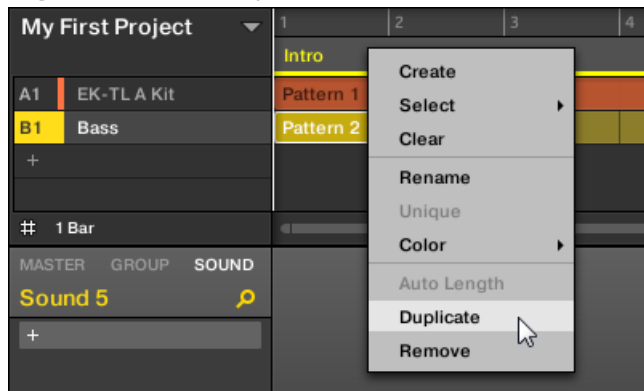 My First Project
1 2 3 4
Intro
A1 EK-TL A Kit
Pattern 1
B1 Bass
Pattern 2
+
1 Bar
MASTER GROUP SOUND
Sound 5
+
Create
Select
Clear
Rename
Unique
Color
Auto Length
Duplicate
Remove